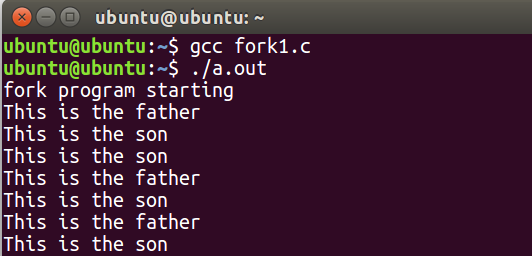 ubuntu@ubuntu: ~
ubuntu@ubuntu:~$ gcc fork1.c
ubuntu@ubuntu:~$ ./a.out
fork program starting
This is the father
This is the son
This is the son
This is the father
This is the son
This is the father
This is the son